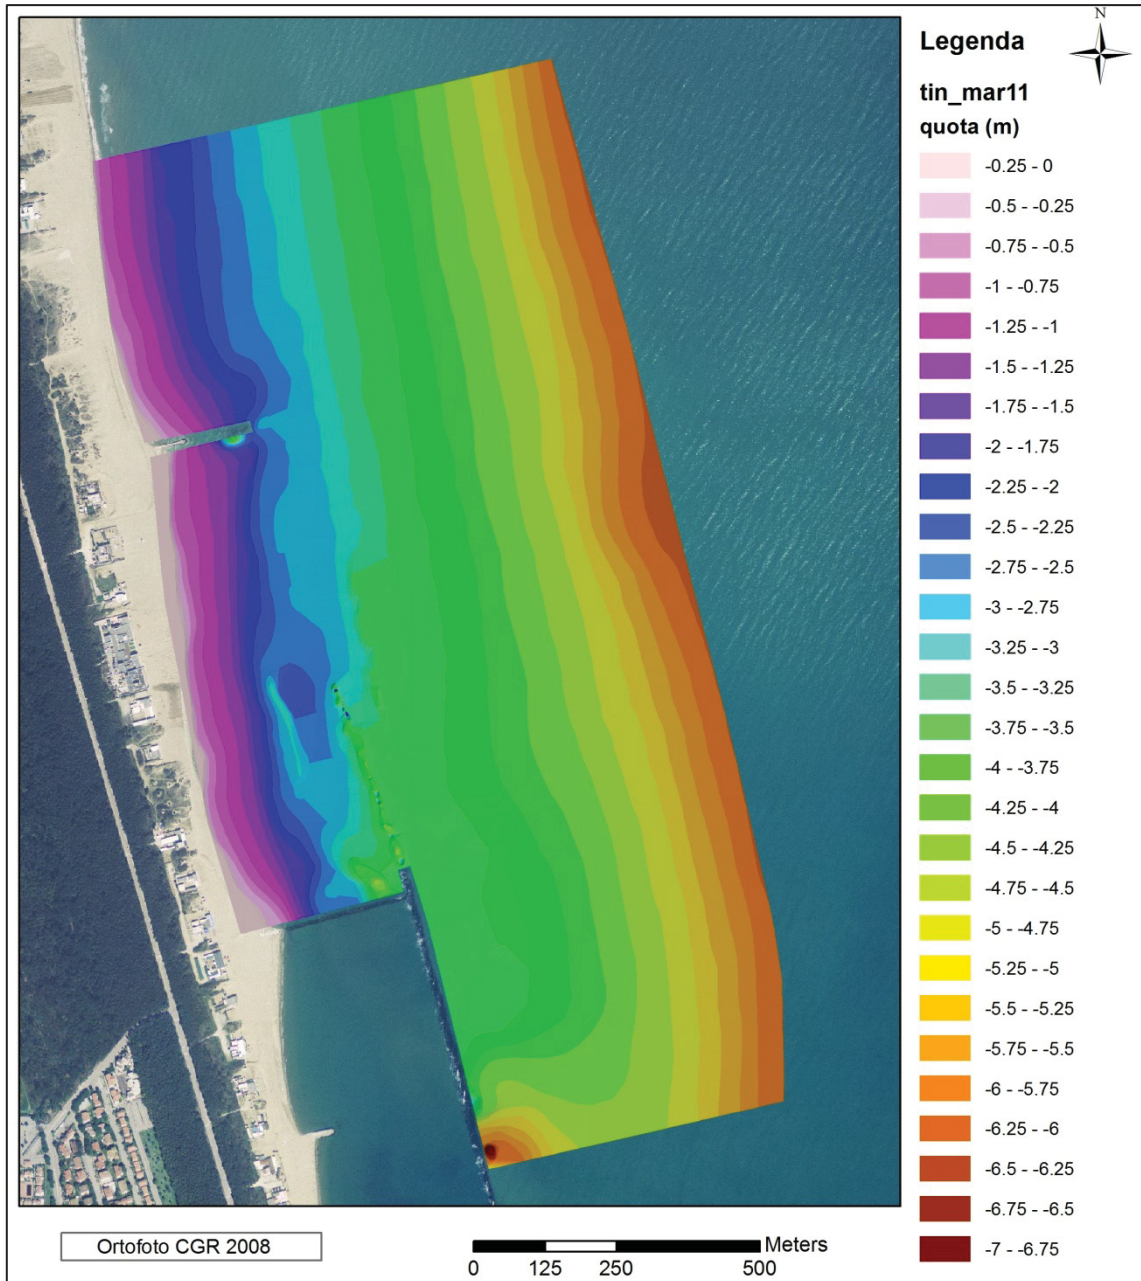 N
Legenda
tin_mar11
quota (m)
-0.25 - 0
-0.5 - -0.25
-0.75 - -0.5
-1 - -0.75
-1.25 - -1
-1.5 - -1.25
-1.75 - -1.5
-2 - -1.75
-2.25 - -2
-2.5 - -2.25
-2.75 - -2.5
-3 - -2.75
-3.25 - -3
-3.5 - -3.25
-3.75 - -3.5
-4 - -3.75
-4.25 - -4
-4.5 - -4.25
-4.75 - -4.5
-5 - -4.75
-5.25 - -5
-5.5 - -5.25
-5.75 - -5.5
-6 - -5.75
-6.25 - -6
-6.5 - -6.25
-6.75 - -6.5
-7 - -6.75
Ortofoto CGR 2008
Meters
0 125 250 500